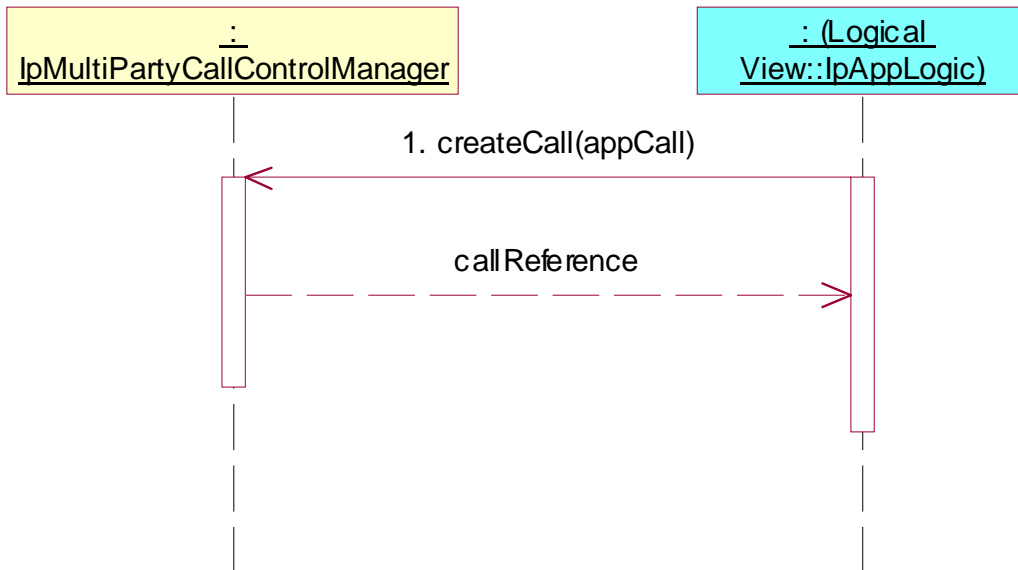 :
IpMultiPartyCallControlManager
: (Logical
View::IpAppLogic)
1. createCall(appCall)
callReference